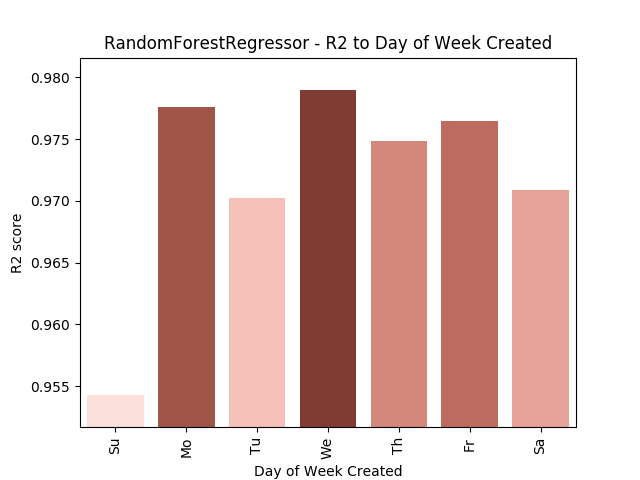 RandomForestRegressor - R2 to Day of Week Created
0.980
0.975
0.970
0.965
0.960
0.955
R2 score
Su
Mo
Tu
We
Th
Fr
Sa
Day of Week Created